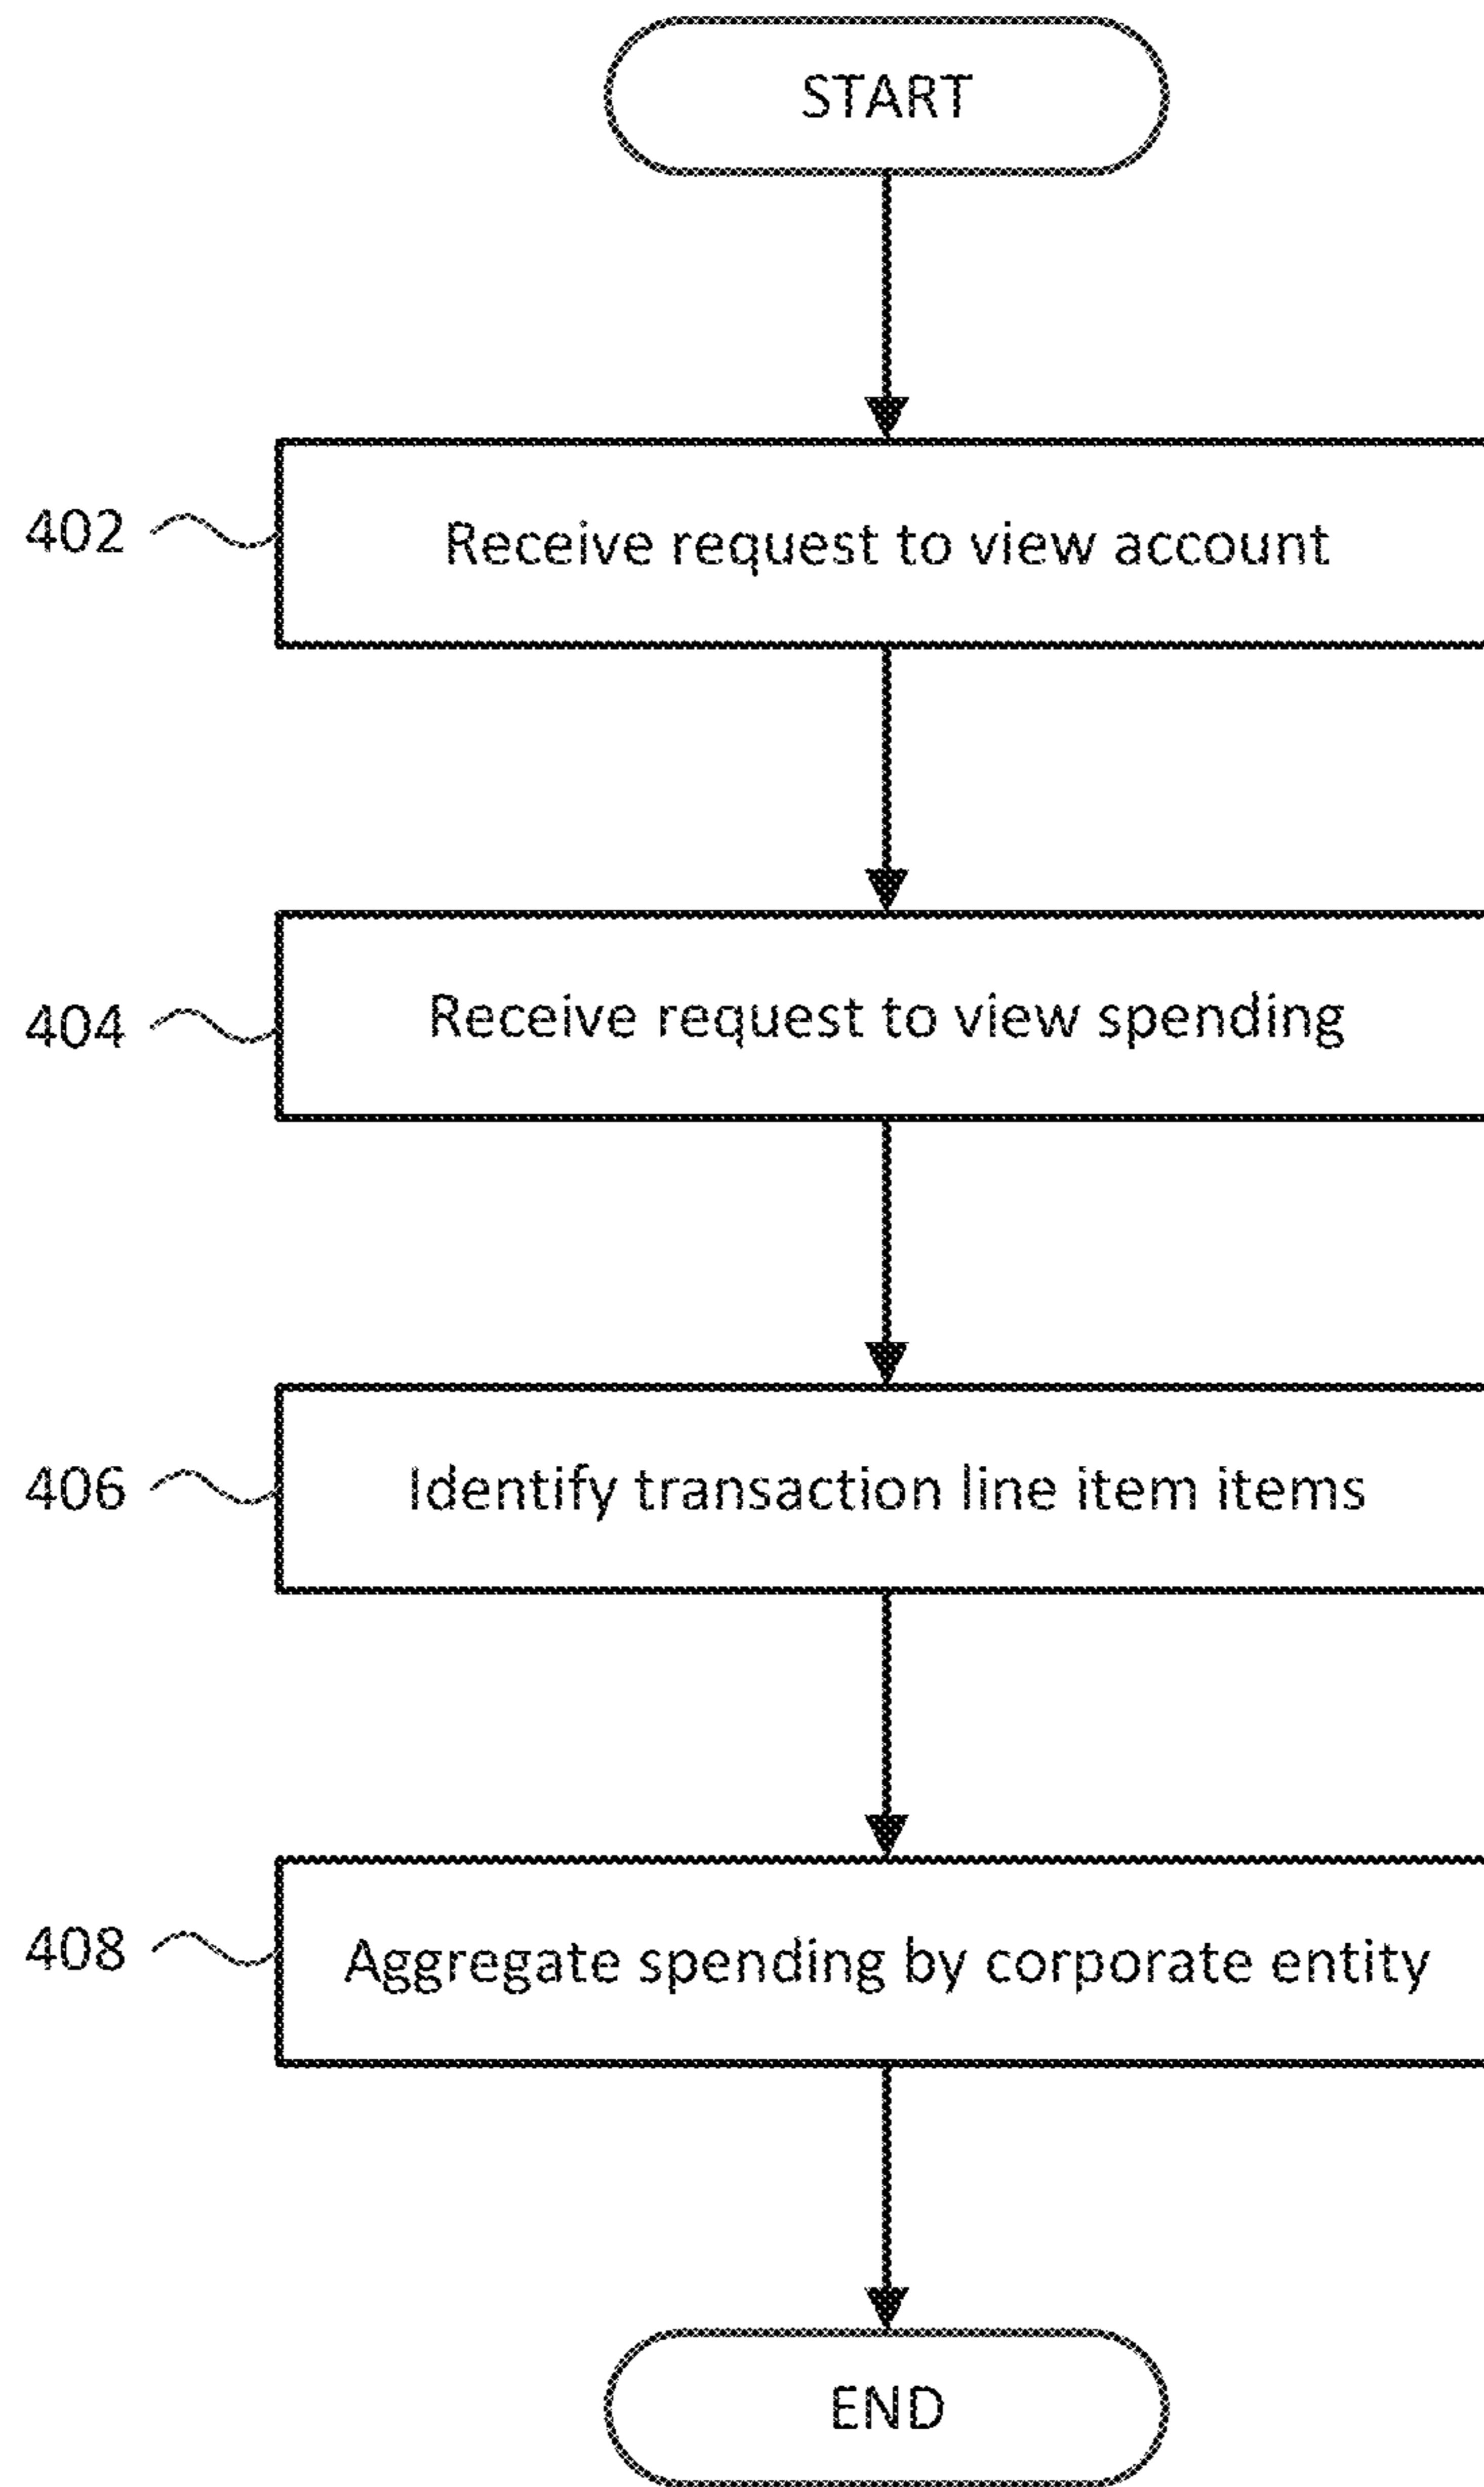 START
402
Receive request to view account
404
Receive request to view spending
406
Identify transaction line item items
408
Aggregate spending by corporate entity
END